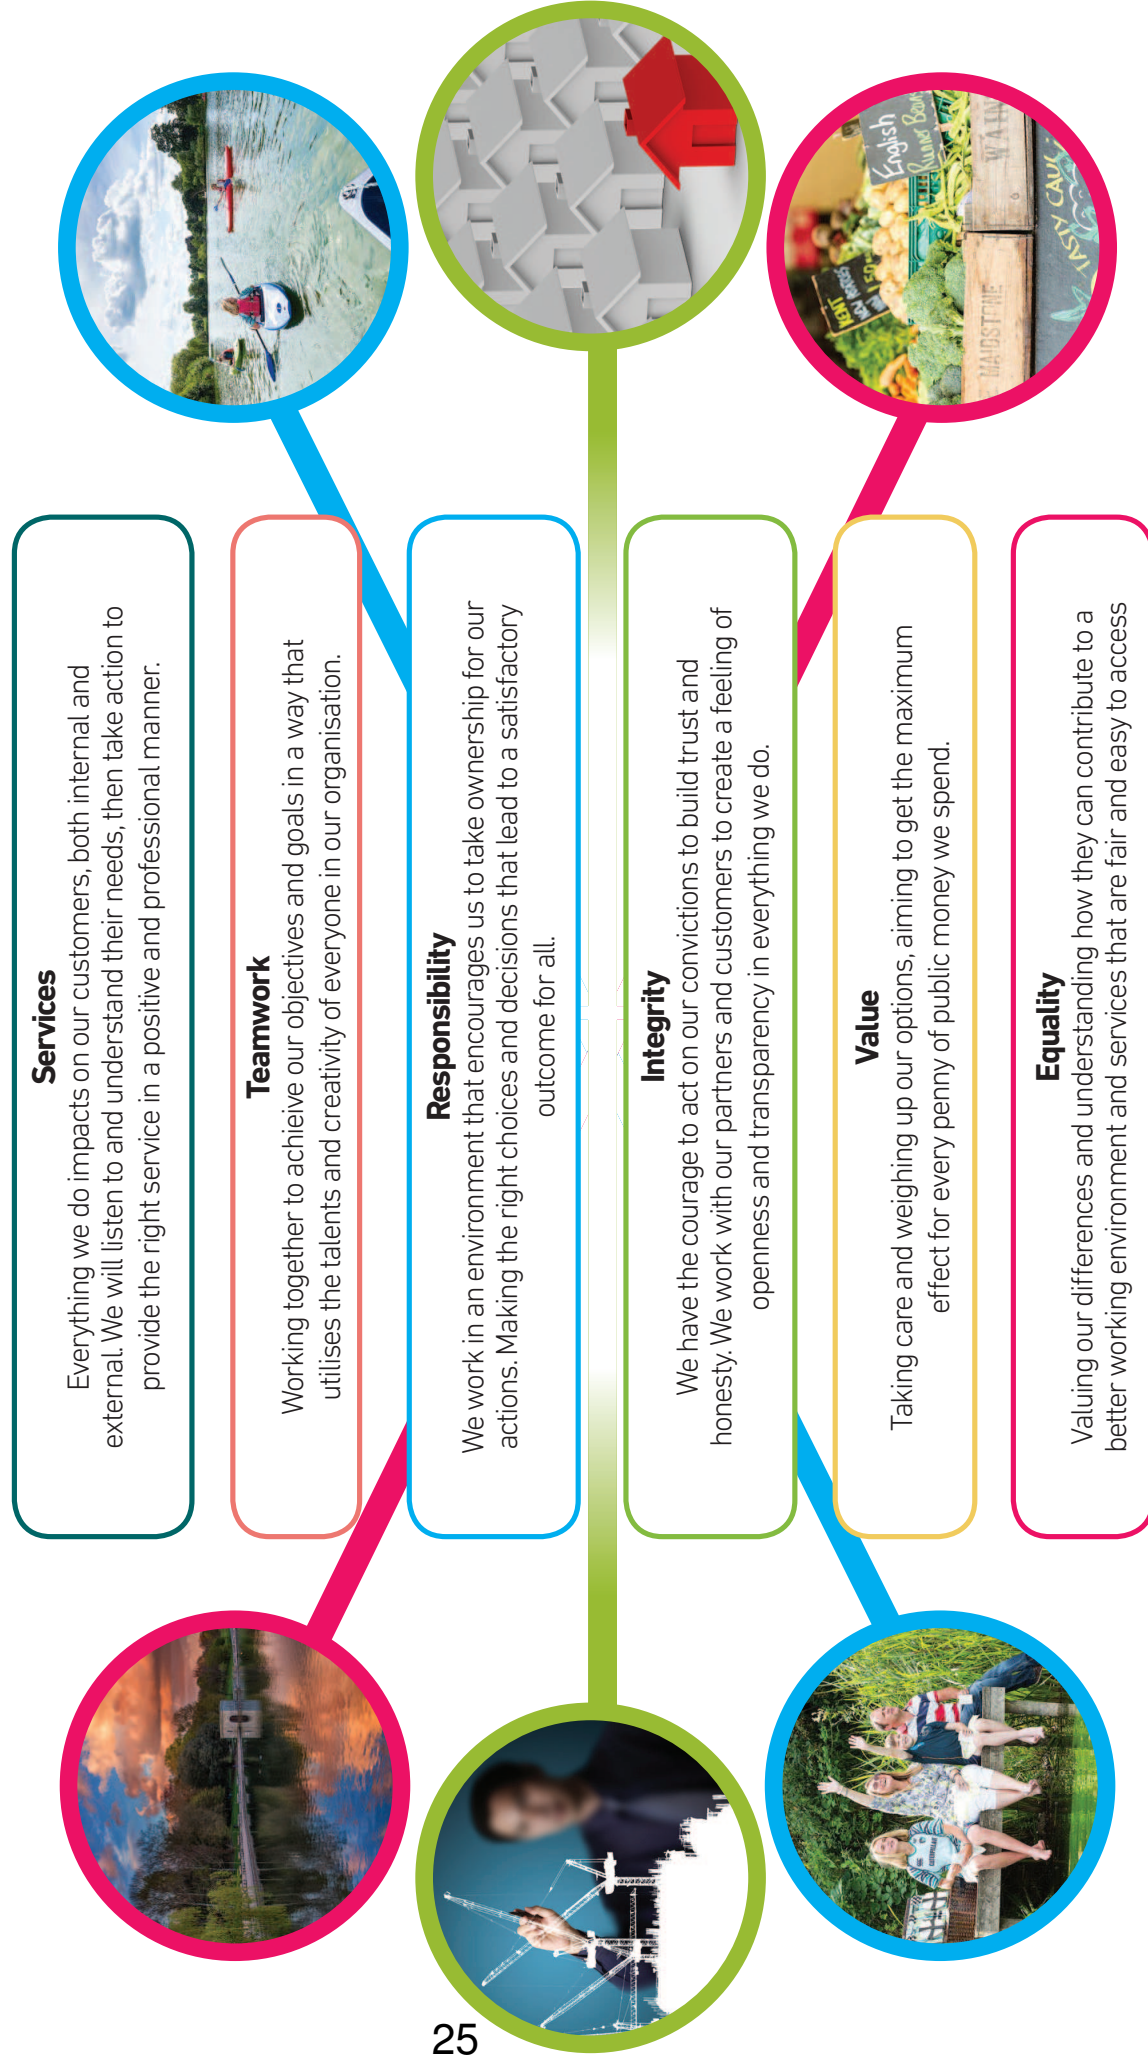 Services
Everything we do impacts on our customers, both internal and
external. We will listen to and understand their needs, then take action to
provide the right service in a positive and professional manner.
Teamwork
Working together to achieive our objectives and goals in a way that
utilises the talents and creativity of everyone in our organisation.
Responsibility
We work in an environment that encourages us to take ownership for our
actions. Making the right choices and decisions that lead to a satisfactory
outcome for all.
Integrity
We have the courage to act on our convictions to build trust and
honesty. We work with our partners and customers to create a feeling of
openness and transparency in everything we do.
Value
Taking care and weighing up our options, aiming to get the maximum
effect for every penny of public money we spend.
Equality
Valuing our differences and understanding how they can contribute to a
better working environment and services that are fair and easy to access
English
Runner Bean
KENT
MAIDSTONE
TASTY CAUL
25